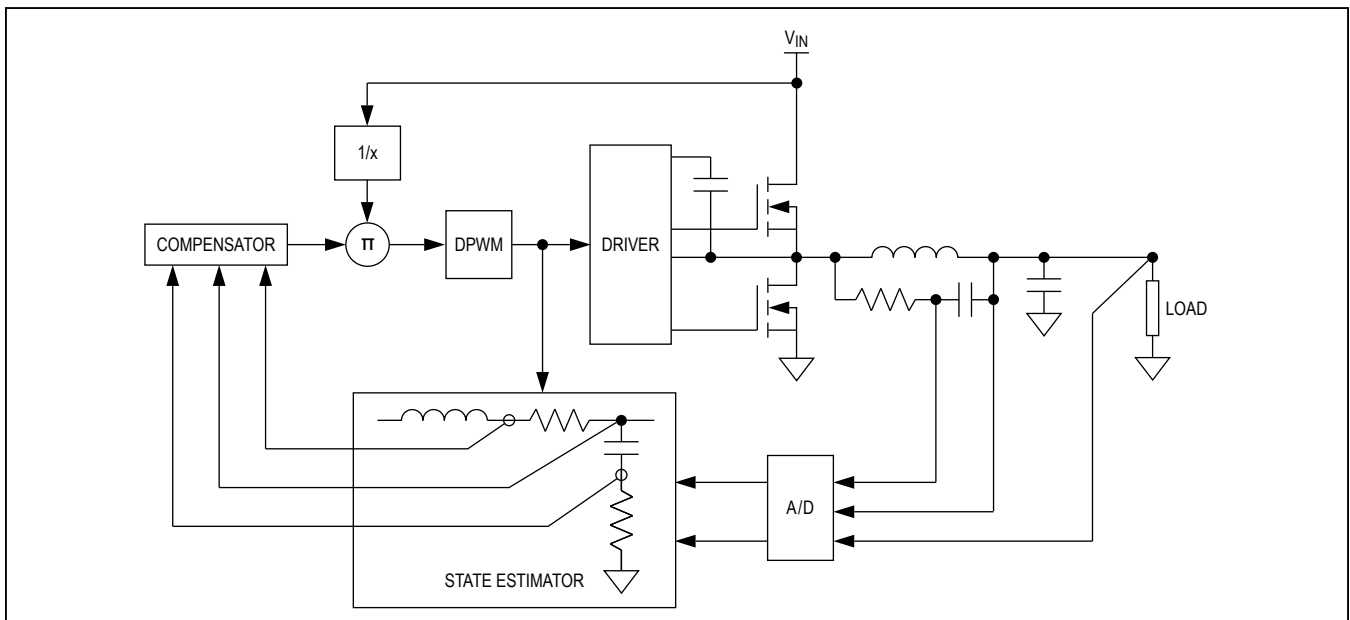 V_IN
1/x
COMPENSATOR
π
DPWM
DRIVER
LOAD
A/D
STATE ESTIMATOR